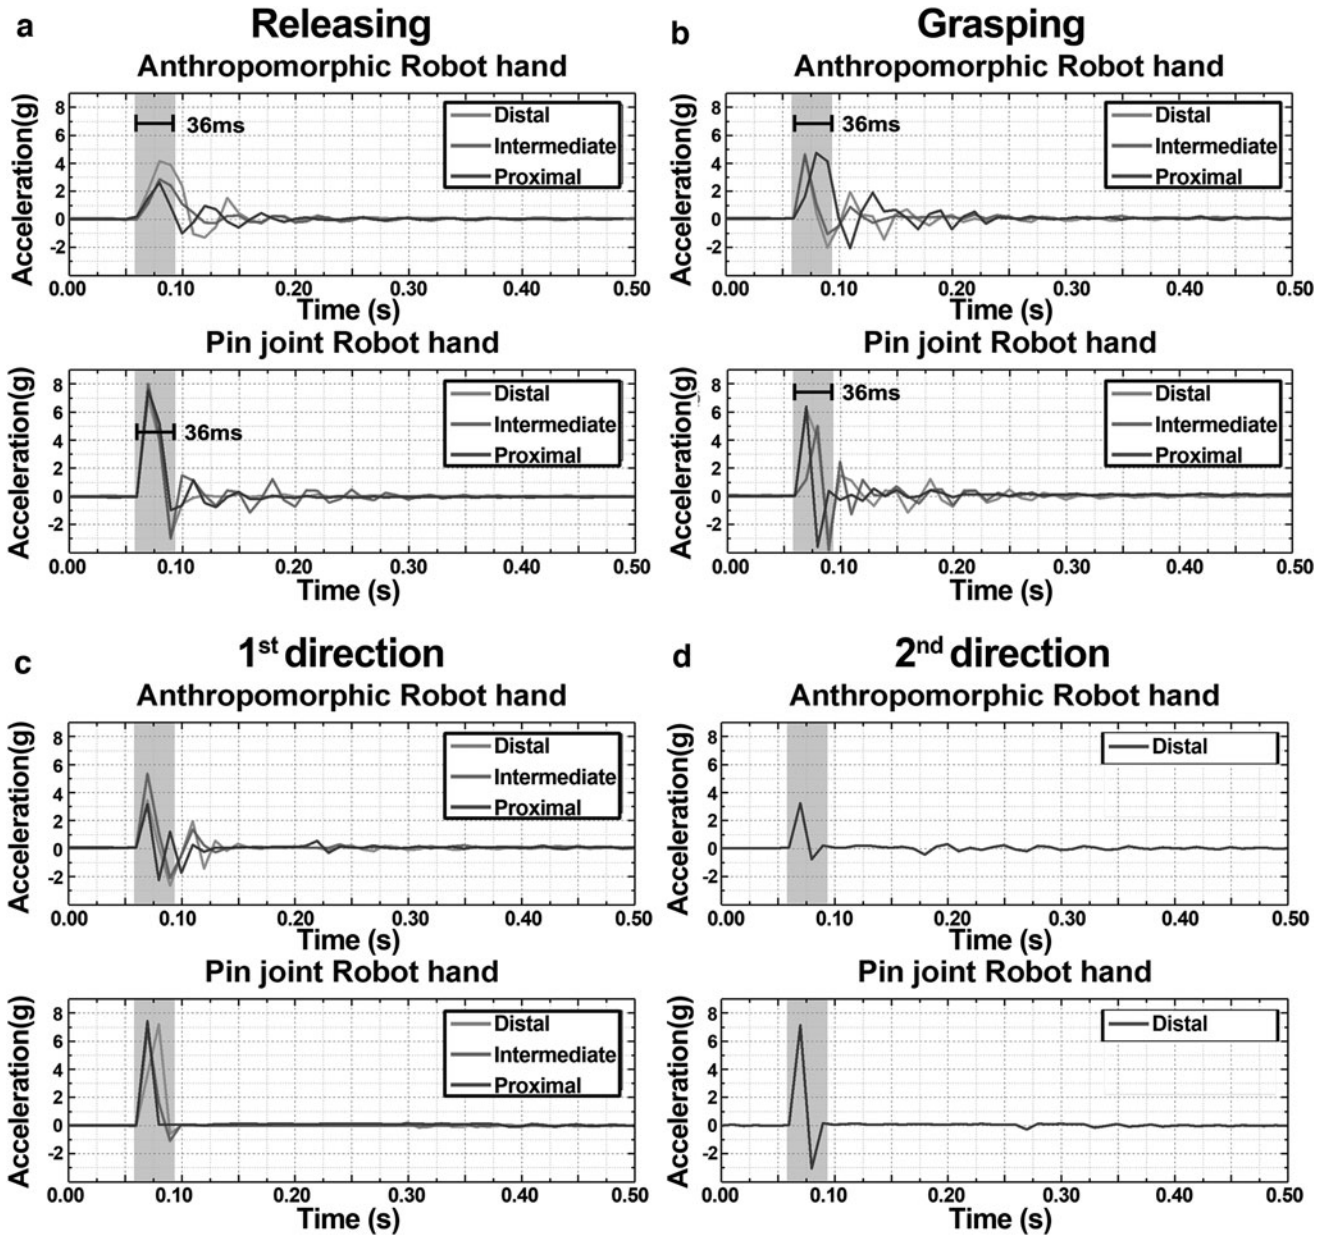 a
Releasing
Anthropomorphic Robot hand
Acceleration(g)
8
6
4
2
0
-2
36ms
Distal
Intermediate
Proximal
0.00 0.10 0.20 0.30 0.40 0.50
Time (s)
Pin joint Robot hand
Acceleration(g)
8
6
4
2
0
-2
36ms
Distal
Intermediate
Proximal
0.00 0.10 0.20 0.30 0.40 0.50
Time (s)
b
Grasping
Anthropomorphic Robot hand
Acceleration(g)
8
6
4
2
0
-2
36ms
Distal
Intermediate
Proximal
0.00 0.10 0.20 0.30 0.40 0.50
Time (s)
Pin joint Robot hand
Acceleration(g)
8
6
4
2
0
-2
36ms
Distal
Intermediate
Proximal
0.00 0.10 0.20 0.30 0.40 0.50
Time (s)
c
1st direction
Anthropomorphic Robot hand
Acceleration(g)
8
6
4
2
0
-2
Distal
Intermediate
Proximal
0.00 0.10 0.20 0.30 0.40 0.50
Time (s)
Pin joint Robot hand
Acceleration(g)
8
6
4
2
0
-2
Distal
Intermediate
Proximal
0.00 0.10 0.20 0.30 0.40 0.50
Time (s)
d
2nd direction
Anthropomorphic Robot hand
Acceleration(g)
8
6
4
2
0
-2
Distal
0.00 0.10 0.20 0.30 0.40 0.50
Time (s)
Pin joint Robot hand
Acceleration(g)
8
6
4
2
0
-2
Distal
0.00 0.10 0.20 0.30 0.40 0.50
Time (s)